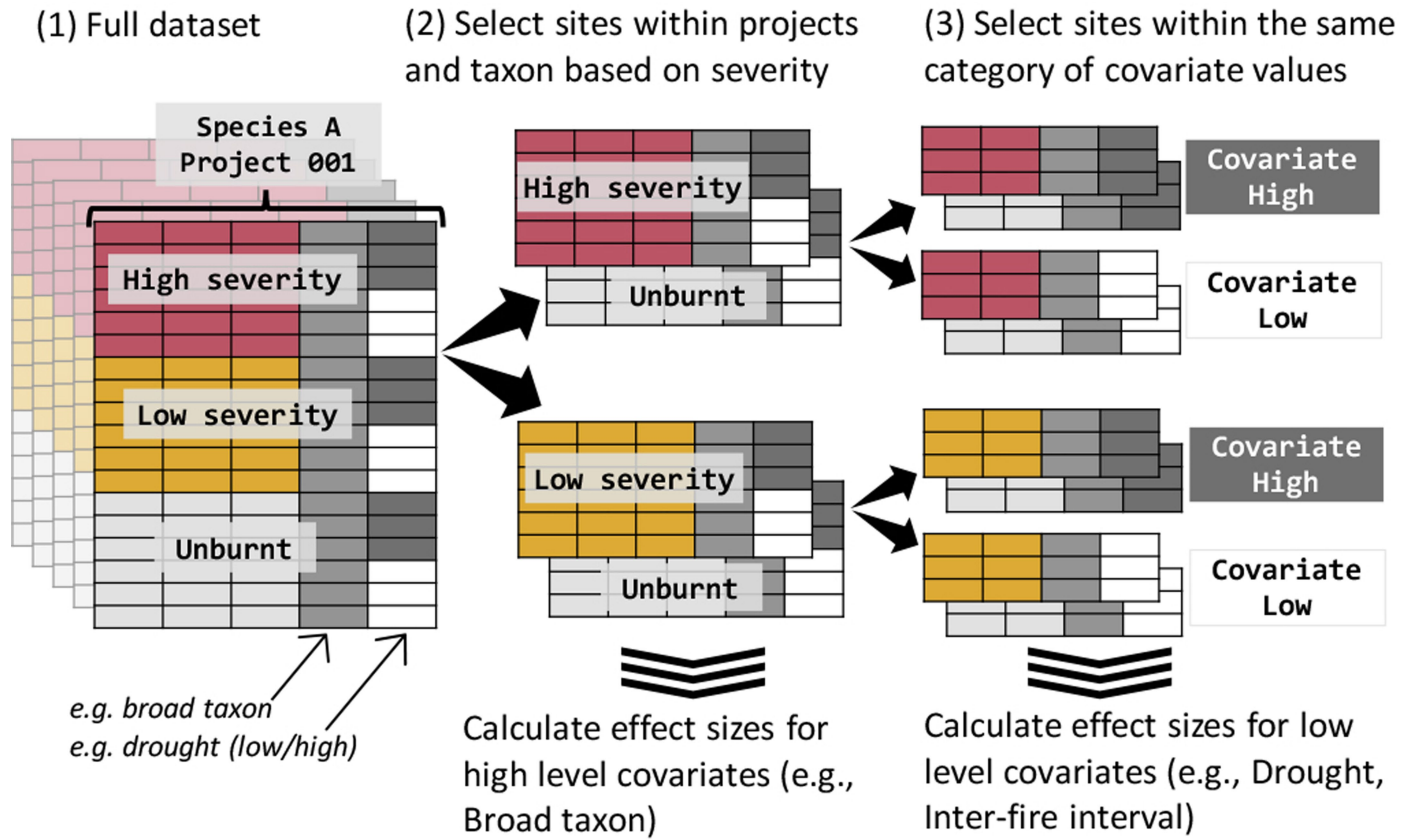 (1) Full dataset
Species A
Project 001
High severity
Low severity
Unburnt
e.g. broad taxon
e.g. drought (low/high)
(2) Select sites within projects
and taxon based on severity
High severity
Unburnt
Low severity
Unburnt
Calculate effect sizes for
high level covariates (e.g.,
Broad taxon)
(3) Select sites within the same
category of covariate values
Covariate
High
Covariate
Low
Covariate
High
Covariate
Low
Calculate effect sizes for low
level covariates (e.g., Drought,
Inter-fire interval)